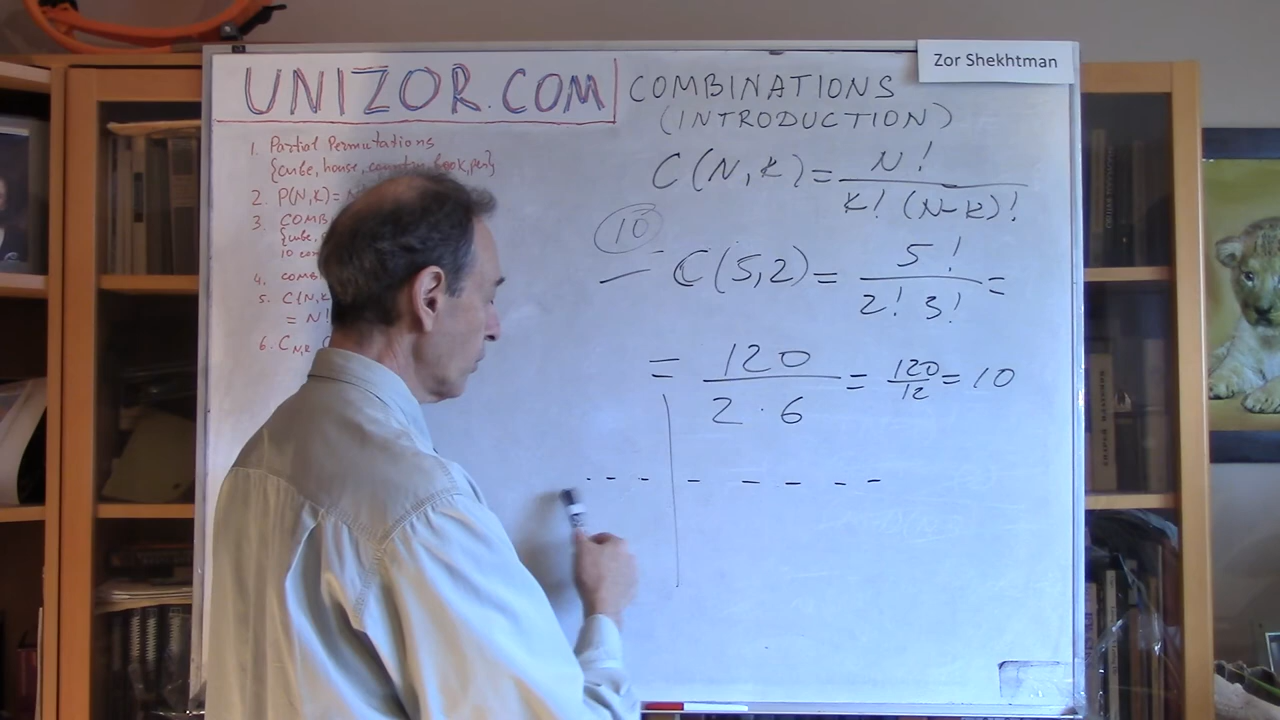 Zor Shekhtman
UNIZOR.COM
COMBINATIONS
(INTRODUCTION)
1. Partial Permutations
{cube, house, country, book, pen}
2. P(N,K)=
3. COMB
{cube,
10 com
4. COMB
5. C(N,K
= N!
6. C
C(N,K)= N! / K! (N-K)!
10
— C(5,2)= 5! / 2! 3! =
= 120 / 2·6 = 120/12 = 10